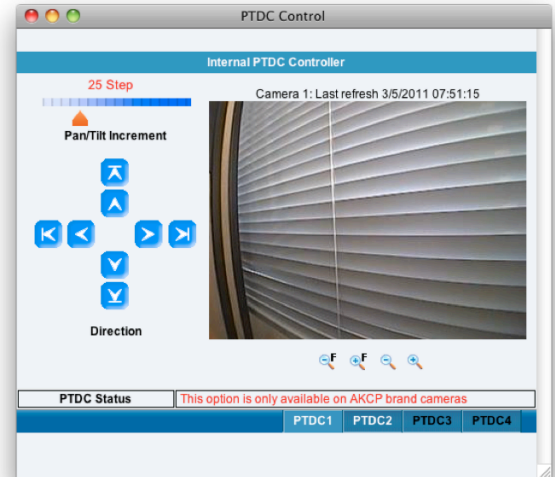 PTDC Control
Internal PTDC Controller
25 Step
Camera 1: Last refresh 3/5/2011 07:51:15
Pan/Tilt Increment
Direction
F
F
PTDC Status
This option is only available on AKCP brand cameras
PTDC1
PTDC2
PTDC3
PTDC4